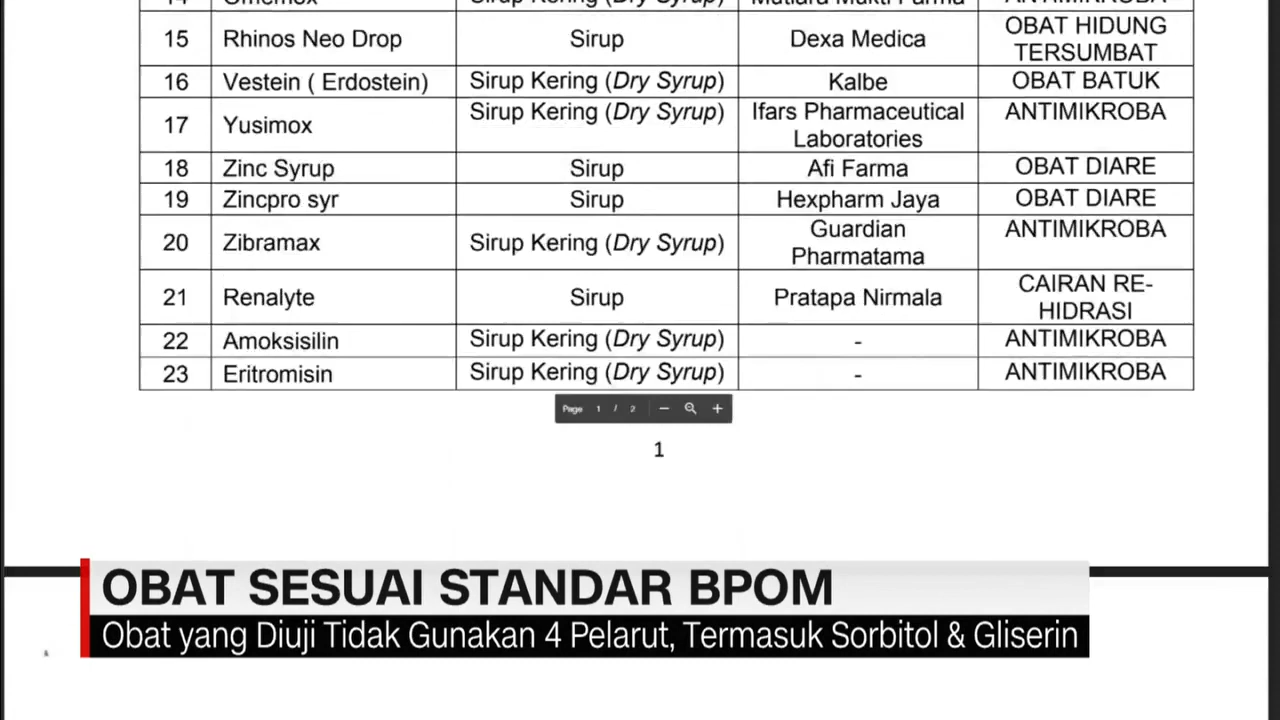 15 Rhinos Neo Drop Sirup Dexa Medica OBAT HIDUNG TERSUMBAT
16 Vestein ( Erdostein) Sirup Kering (Dry Syrup) Kalbe OBAT BATUK
17 Yusimox Sirup Kering (Dry Syrup) Ifars Pharmaceutical Laboratories ANTIMIKROBA
18 Zinc Syrup Sirup Afi Farma OBAT DIARE
19 Zincpro syr Sirup Hexpharm Jaya OBAT DIARE
20 Zibramax Sirup Kering (Dry Syrup) Guardian Pharmatama ANTIMIKROBA
21 Renalyte Sirup Pratapa Nirmala CAIRAN RE-HIDRASI
22 Amoksisilin Sirup Kering (Dry Syrup) - ANTIMIKROBA
23 Eritromisin Sirup Kering (Dry Syrup) - ANTIMIKROBA
Page 1 / 2
1
OBAT SESUAI STANDAR BPOM
Obat yang Diuji Tidak Gunakan 4 Pelarut, Termasuk Sorbitol & Gliserin